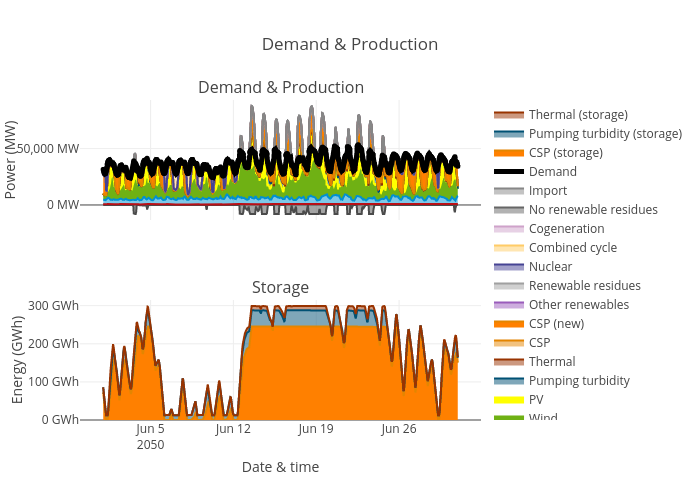 Demand & Production
Demand & Production
Power (MW)
50,000 MW
0 MW
Storage
Energy (GWh)
300 GWh
200 GWh
100 GWh
0 GWh
Jun 5
2050
Jun 12
Jun 19
Jun 26
Date & time
Thermal (storage)
Pumping turbidity (storage)
CSP (storage)
Demand
Import
No renewable residues
Cogeneration
Combined cycle
Nuclear
Renewable residues
Other renewables
CSP (new)
CSP
Thermal
Pumping turbidity
PV
Wind